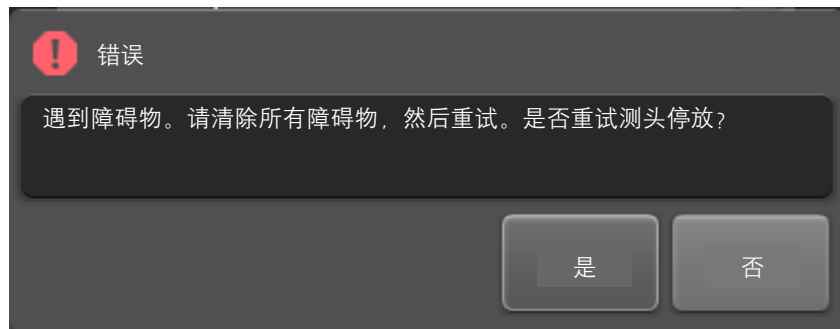 错误
遇到障碍物。请清除所有障碍物，然后重试。是否重试测头停放？
是
否